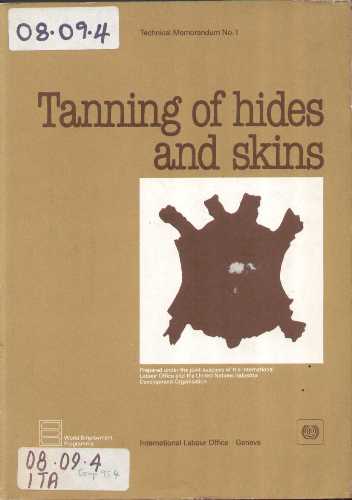 08.09.4
Technical Memorandum No. 1
Tanning of hides
and skins
Prepared under the joint auspices of the International
Labour Office and the United Nations Industrial
Development Organisation
World Employment
Programme
International Labour Office Geneva
08.09.4
ITA